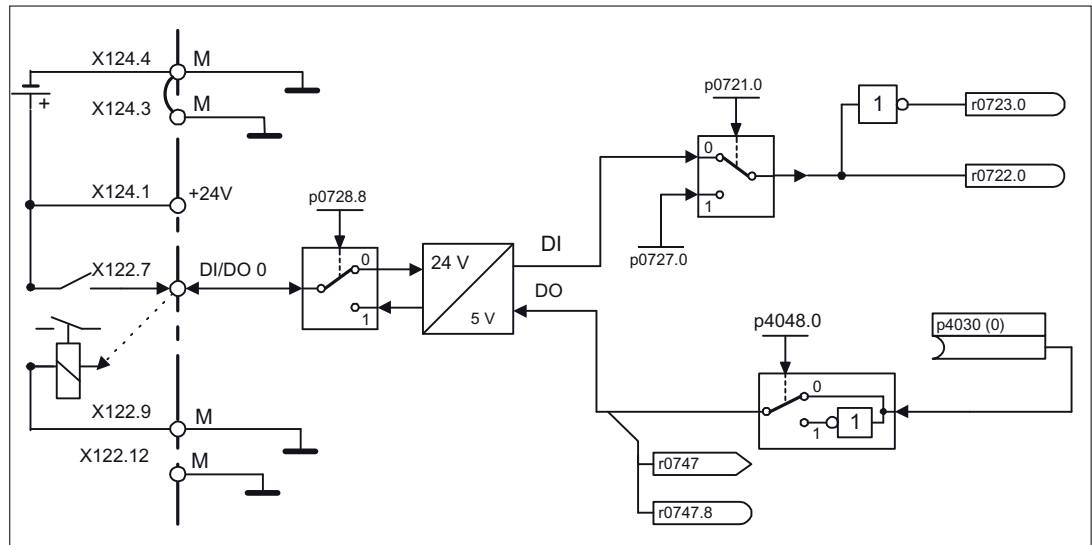 X124.4
M
+
X124.3
M
X124.1
+24V
X122.7
DI/DO 0
p0728.8
0
1
24 V
5 V
DI
DO
p0721.0
0
1
p0727.0
1
r0723.0
r0722.0
p4048.0
0
1
1
p4030 (0)
r0747
r0747.8
X122.9
M
X122.12
M